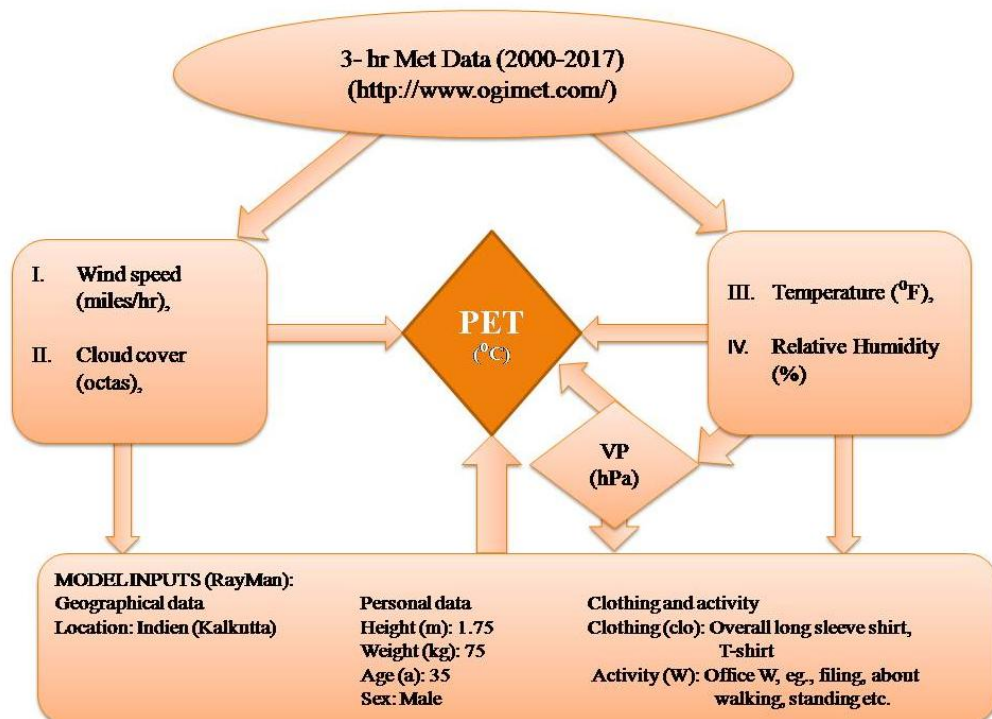 3- hr Met Data (2000-2017)
(http://www.ogimet.com/)
I. Wind speed
(miles/hr),
II. Cloud cover
(octas),
PET
(⁰C)
III. Temperature (⁰F),
IV. Relative Humidity
(%)
VP
(hPa)
MODEL INPUTS (RayMan):
Geographical data
Location: Indien (Kalkutta)
Personal data
Height (m): 1.75
Weight (kg): 75
Age (a): 35
Sex: Male
Clothing and activity
Clothing (clo): Overall long sleeve shirt,
T-shirt
Activity (W): Office W, eg., filing, about
walking, standing etc.